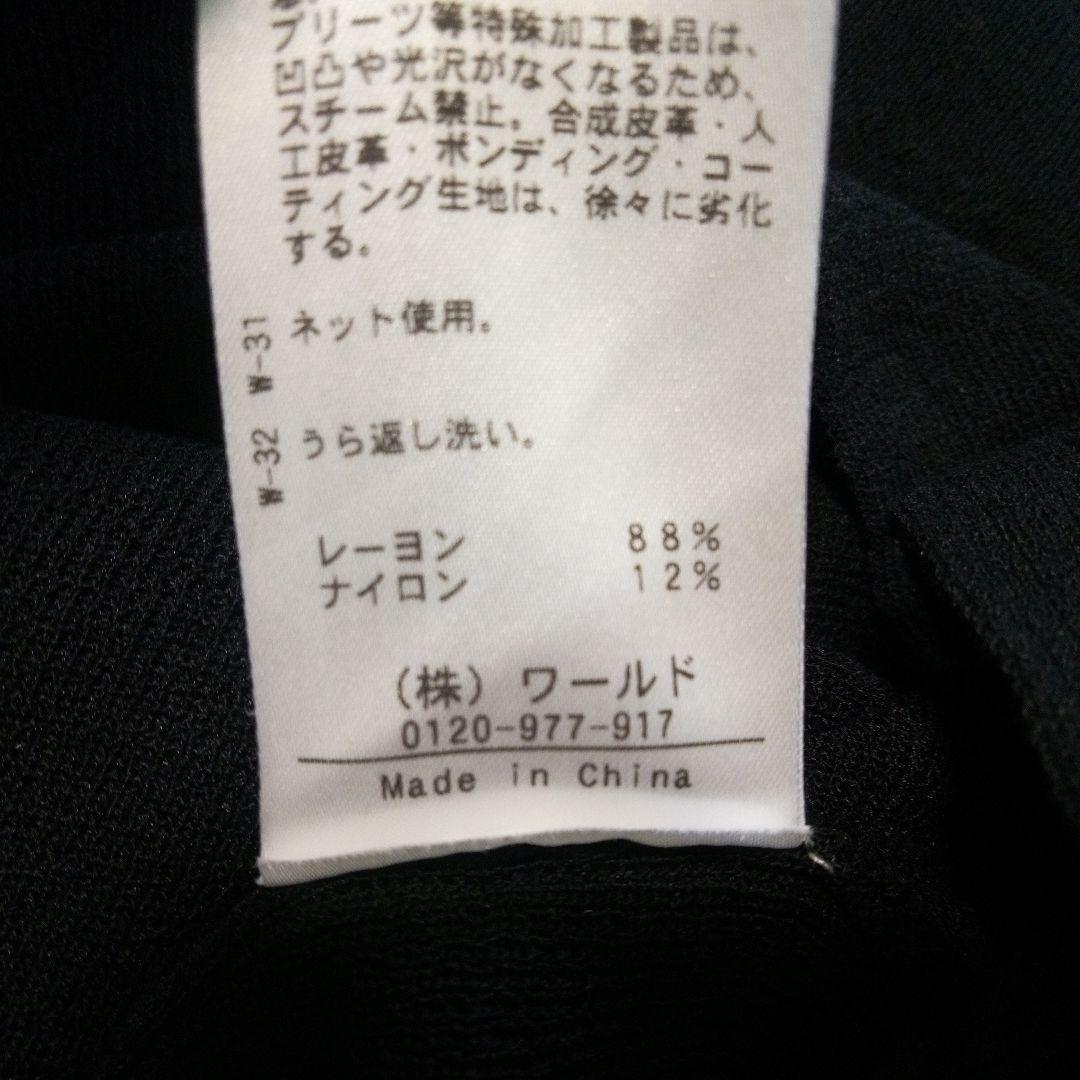 プリーツ等特殊加工製品は、
凹凸や光沢がなくなるため、
スチーム禁止。合成皮革・人
工皮革・ボンディング・コー
ティング生地は、徐々に劣化
する。
W-31 ネット使用。
W-32 うら返し洗い。
レーヨン 88%
ナイロン 12%
(株) ワールド
0120-977-917
Made in China